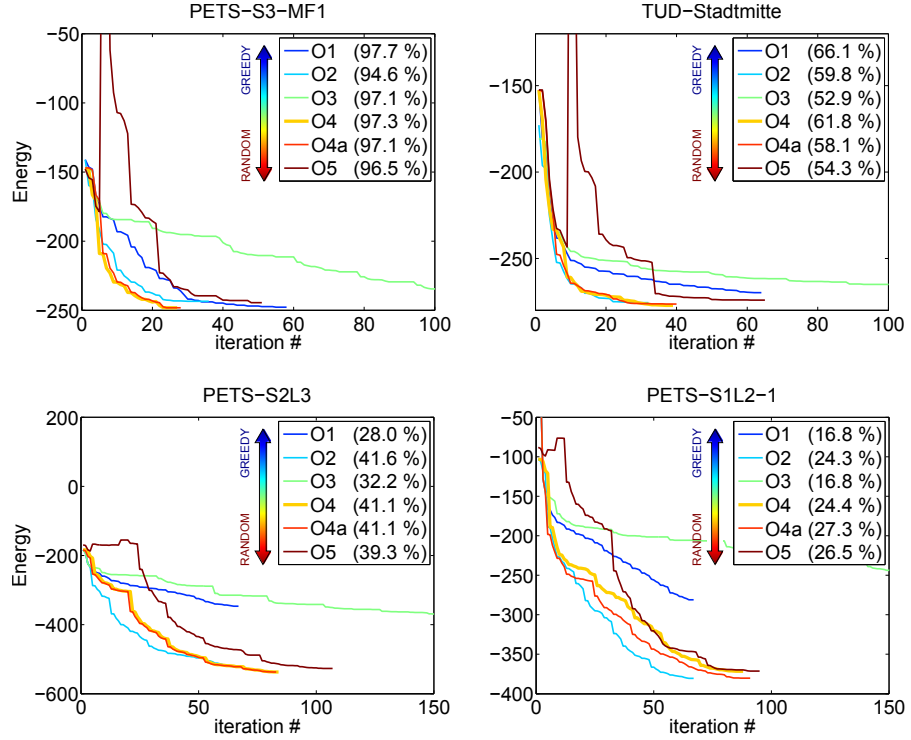 PETS−S3−MF1
−50
−100
−150
−200
−250
Energy
0
20
40
60
80
100
iteration #
GREEDY
RANDOM
O1 (97.7 %)
O2 (94.6 %)
O3 (97.1 %)
O4 (97.3 %)
O4a (97.1 %)
O5 (96.5 %)
TUD−Stadtmitte
−150
−200
−250
0
20
40
60
80
100
iteration #
GREEDY
RANDOM
O1 (66.1 %)
O2 (59.8 %)
O3 (52.9 %)
O4 (61.8 %)
O4a (58.1 %)
O5 (54.3 %)
PETS−S2L3
200
0
−200
−400
−600
Energy
0
50
100
150
iteration #
GREEDY
RANDOM
O1 (28.0 %)
O2 (41.6 %)
O3 (32.2 %)
O4 (41.1 %)
O4a (41.1 %)
O5 (39.3 %)
PETS−S1L2−1
−50
−100
−150
−200
−250
−300
−350
−400
0
50
100
150
iteration #
GREEDY
RANDOM
O1 (16.8 %)
O2 (24.3 %)
O3 (16.8 %)
O4 (24.4 %)
O4a (27.3 %)
O5 (26.5 %)